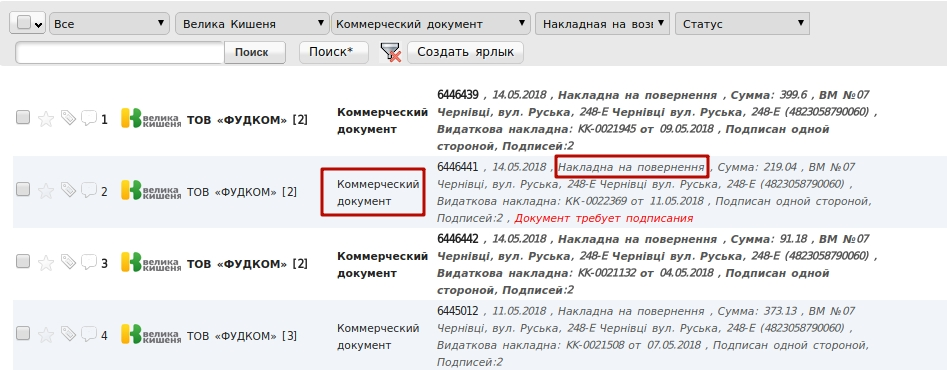 Все Велика Кишеня Коммерческий документ Накладная на воз Статус
Поиск Поиск* Создать ярлык
1 велика кишеня ТОВ «ФУДКОМ» [2] Коммерческий документ
6446439 , 14.05.2018 , Накладна на повернення , Сума: 399.6 , ВМ №07
Чернівці, вул. Руська, 248-Е Чернівці вул. Руська, 248-Е (4823058790060) ,
Видаткова накладна: КК-0021945 от 09.05.2018 , Подписан одной
стороной, Подписей:2
2 велика кишеня ТОВ «ФУДКОМ» [2] Коммерческий документ
6446441 , 14.05.2018 , Накладна на повернення , Сума: 219.04 , ВМ №07
Чернівці, вул. Руська, 248-Е Чернівці вул. Руська, 248-Е (4823058790060) ,
Видаткова накладна: КК-0022369 от 11.05.2018 , Подписан одной стороной,
Подписей:2 , Документ требует подписания
3 велика кишеня ТОВ «ФУДКОМ» [2] Коммерческий документ
6446442 , 14.05.2018 , Накладна на повернення , Сума: 91.18 , ВМ №07
Чернівці, вул. Руська, 248-Е Чернівці вул. Руська, 248-Е (4823058790060) ,
Видаткова накладна: КК-0021132 от 04.05.2018 , Подписан одной
стороной, Подписей:2
4 велика кишеня ТОВ «ФУДКОМ» [3] Коммерческий документ
6445012 , 11.05.2018 , Накладна на повернення , Сума: 373.13 , ВМ №07
Чернівці, вул. Руська, 248-Е Чернівці вул. Руська, 248-Е (4823058790060) ,
Видаткова накладна: КК-0021508 от 07.05.2018 , Подписан одной стороной,
Подписей:2